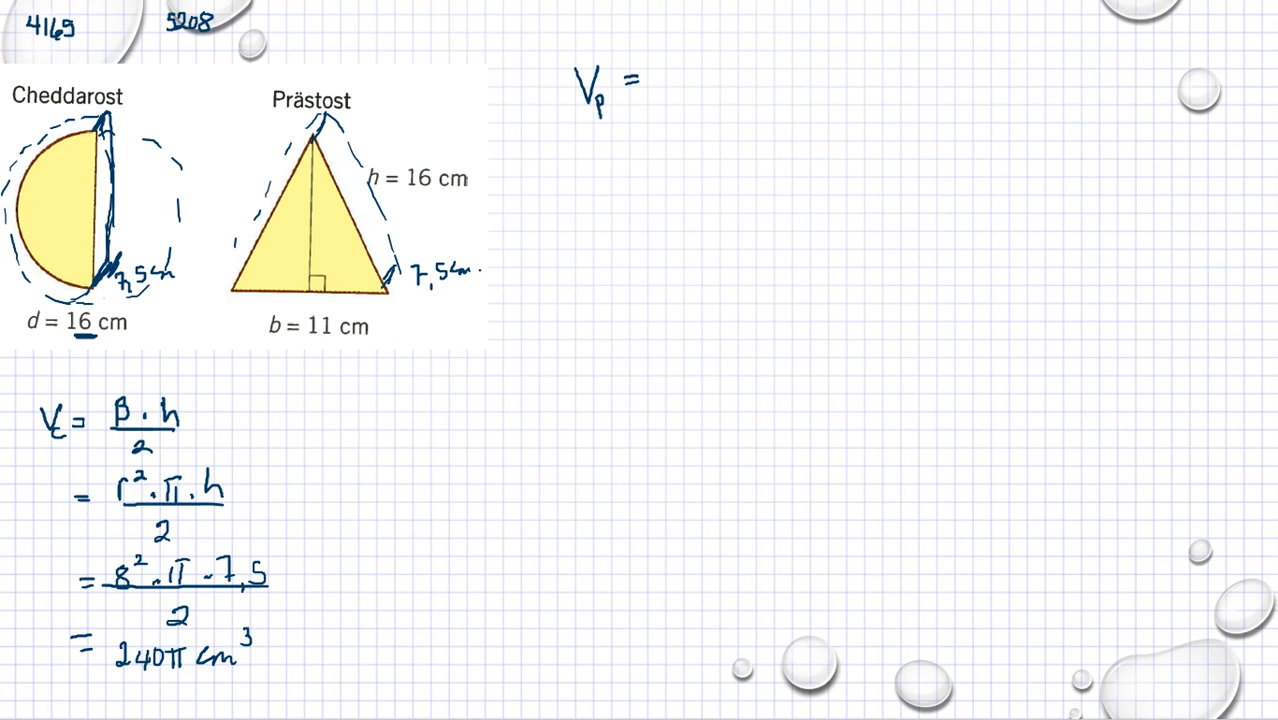 4165 5208
Cheddarost Prästost
h = 16 cm
7,5cm 7,5cm.
d = 16 cm b = 11 cm
Vp =
Vc = B · h / 2
= r² · π · h / 2
= 8² · π · 7,5 / 2
= 240π cm³